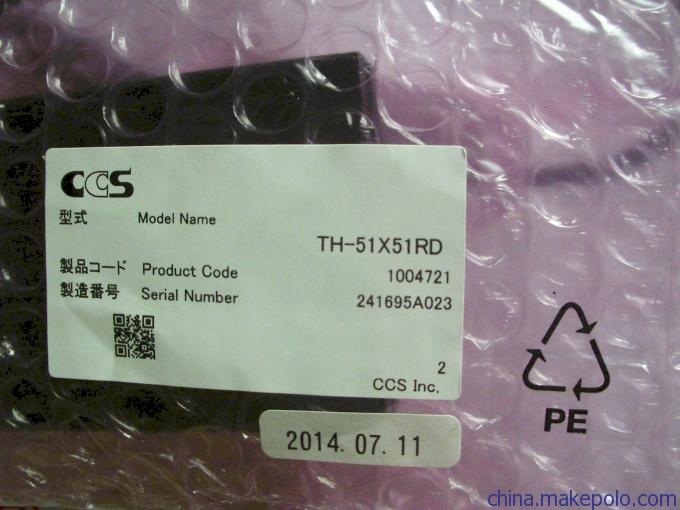 CCS
型式 Model Name
TH-51X51RD
製品コード Product Code 1004721
製造番号 Serial Number 241695A023
2
CCS Inc.
2014.07.11
PE
china.makepolo.com